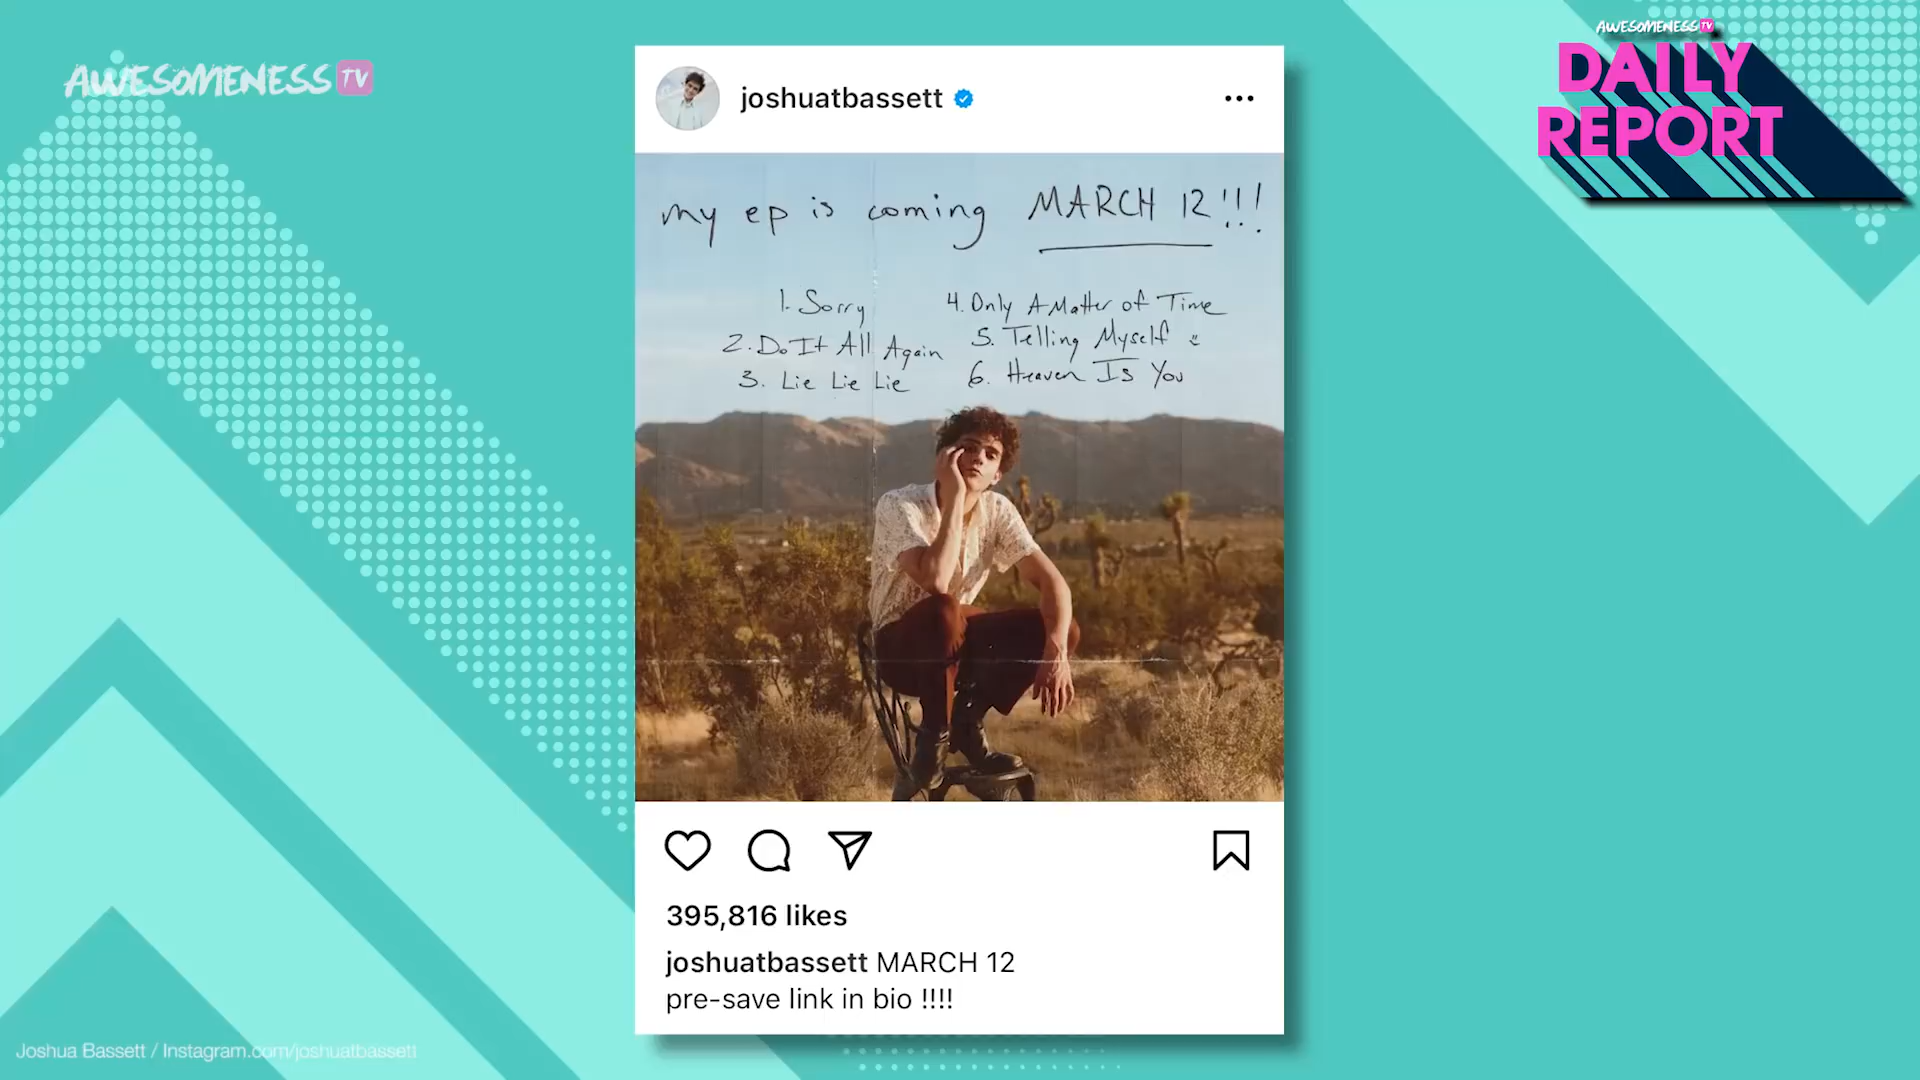 AWESOMENESS TV
AWESOMENESS TV
DAILY
REPORT
joshuatbassett
my ep is coming MARCH 12!!!
1. Sorry
2. Do It All Again
3. Lie Lie Lie
4. Only A Matter of Time
5. Telling Myself :)
6. Heaven Is You
395,816 likes
joshuatbassett MARCH 12
pre-save link in bio !!!!
Joshua Bassett / Instagram.com/joshuatbassett